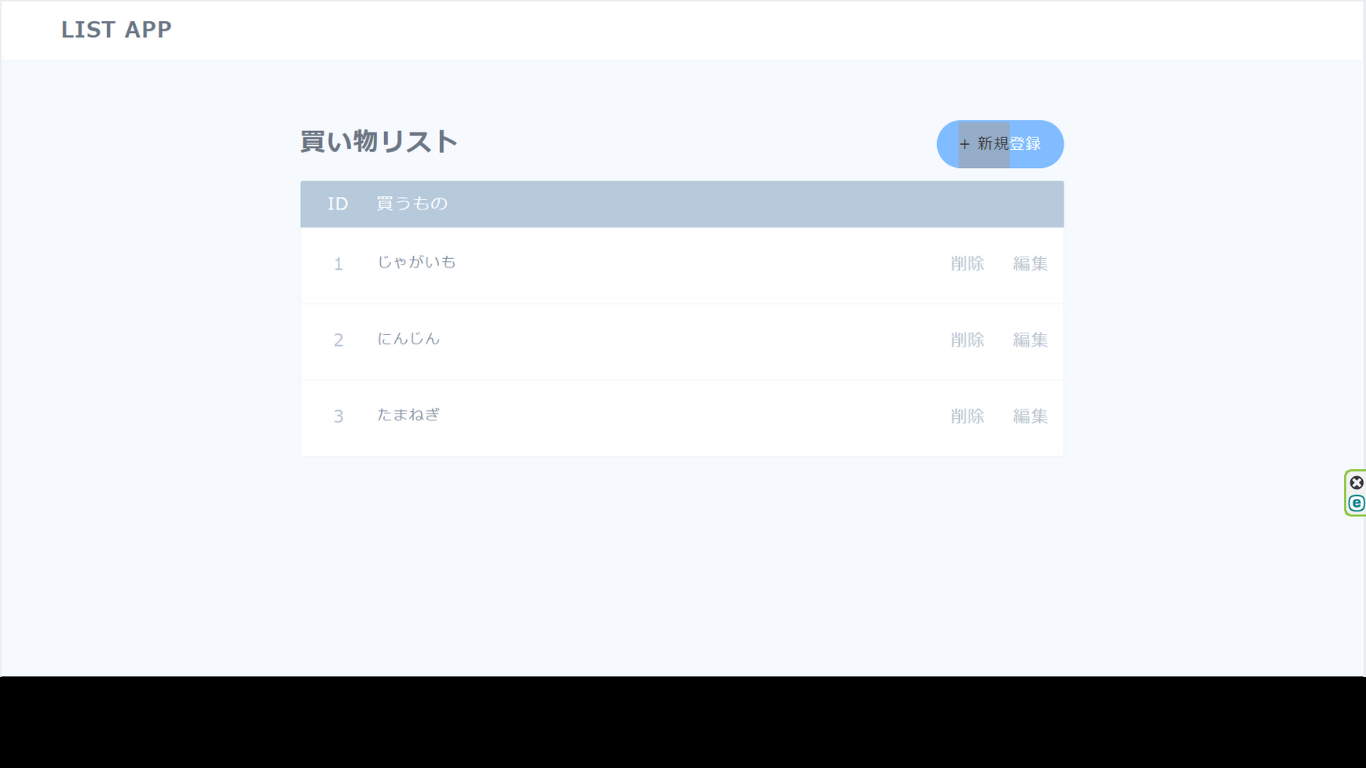 LIST APP
買い物リスト
+ 新規登録
ID 買うもの
1 じゃがいも 削除 編集
2 にんじん 削除 編集
3 たまねぎ 削除 編集
e